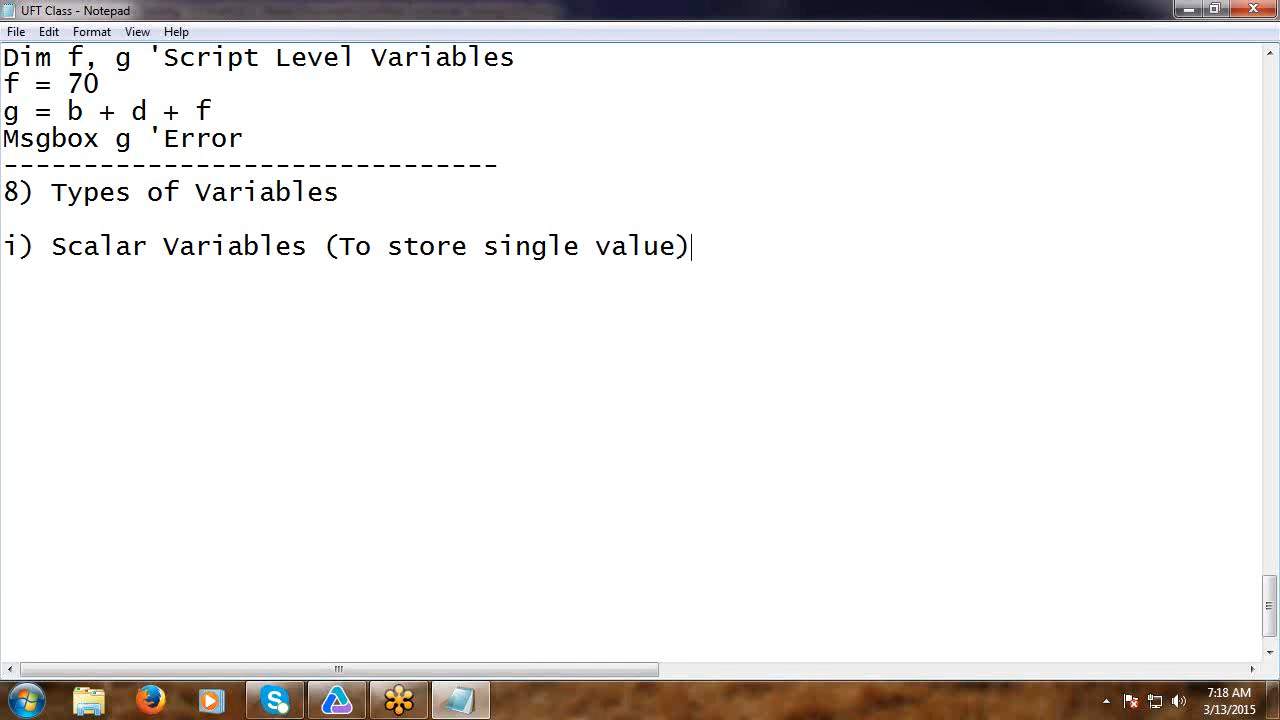 UFT Class - Notepad
File Edit Format View Help
Dim f, g 'Script Level Variables
f = 70
g = b + d + f
Msgbox g 'Error
-------------------------------
8) Types of Variables
i) Scalar Variables (To store single value)
7:18 AM
3/13/2015